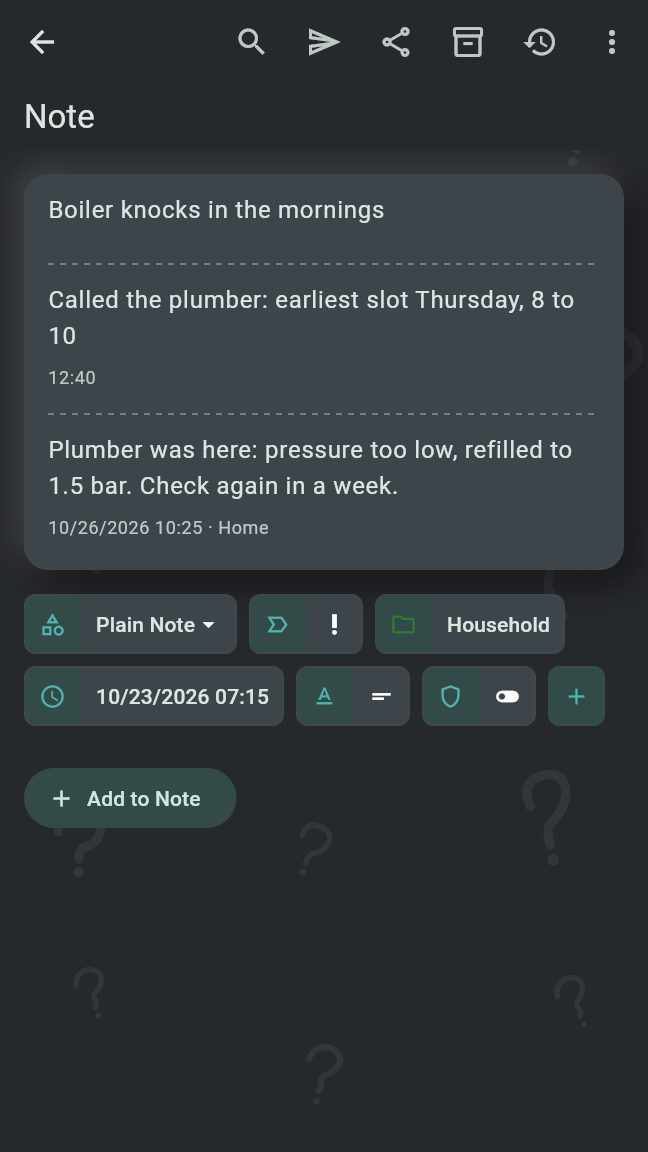 Note
Boiler knocks in the mornings
Called the plumber: earliest slot Thursday, 8 to
10
12:40
Plumber was here: pressure too low, refilled to
1.5 bar. Check again in a week.
10/26/2026 10:25 · Home
Plain Note
Household
10/23/2026 07:15
Add to Note